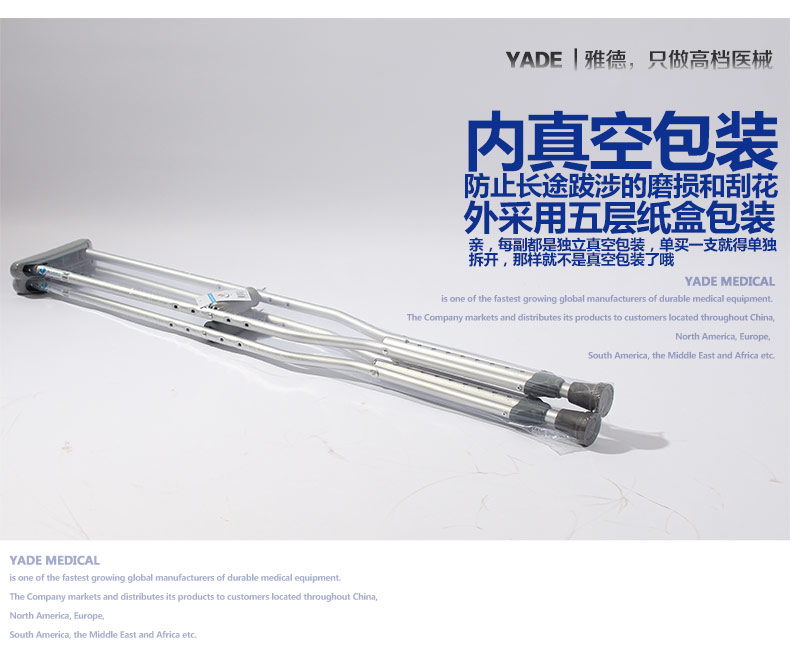 YADE | 雅德，只做高档医械
内真空包装
防止长途跋涉的磨损和刮花
外采用五层纸盒包装
亲，每副都是独立真空包装，单买一支就得单独
拆开，那样就不是真空包装了哦
YADE MEDICAL
is one of the fastest growing global manufacturers of durable medical equipment.
The Company markets and distributes its products to customers located throughout China,
North America, Europe,
South America, the Middle East and Africa etc.
YADE MEDICAL
is one of the fastest growing global manufacturers of durable medical equipment.
The Company markets and distributes its products to customers located throughout China,
North America, Europe,
South America, the Middle East and Africa etc.